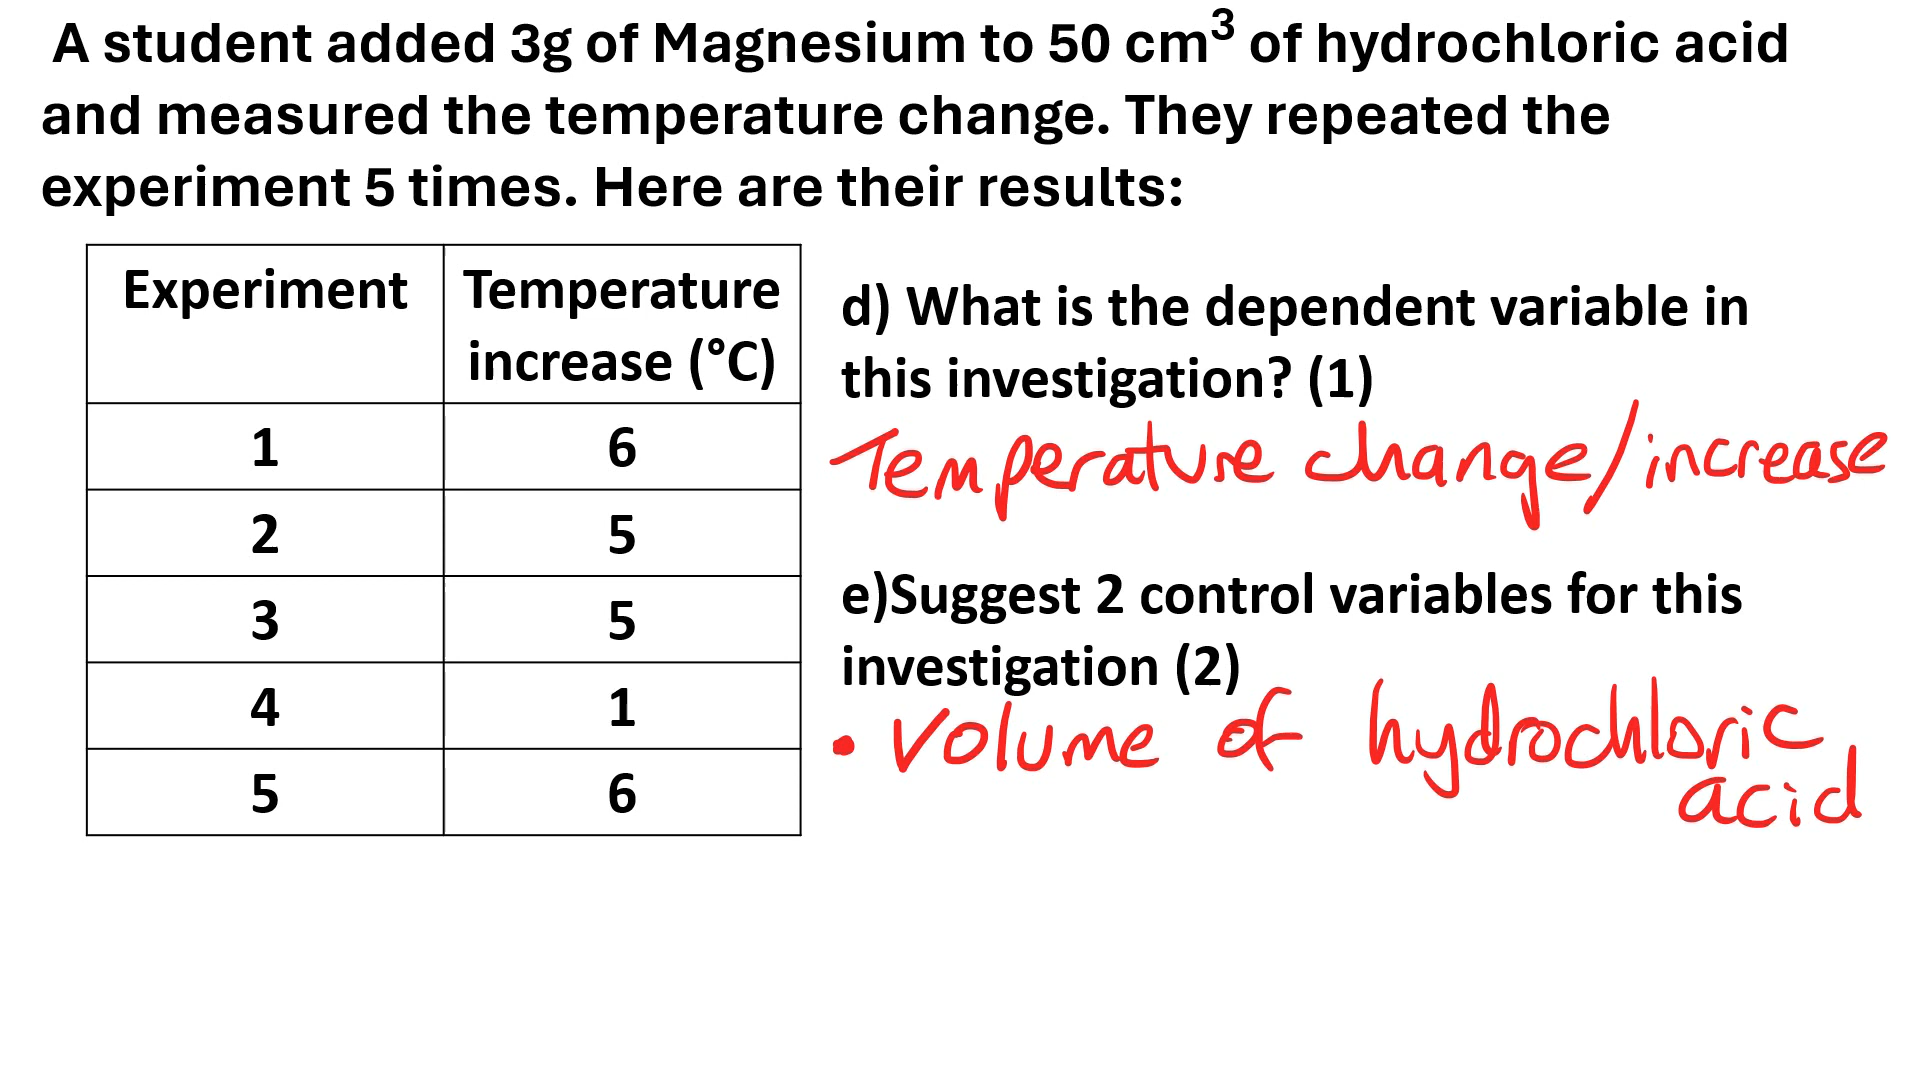 A student added 3g of Magnesium to 50 cm³ of hydrochloric acid
and measured the temperature change. They repeated the
experiment 5 times. Here are their results:
Experiment Temperature increase (°C)
1 6
2 5
3 5
4 1
5 6
d) What is the dependent variable in
this investigation? (1)
Temperature change/increase
e)Suggest 2 control variables for this
investigation (2)
• Volume of hydrochloric
acid